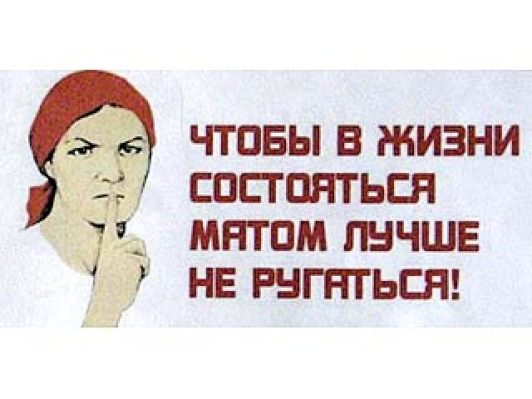 ЧТОБЫ В ЖИЗНИ
СОСТОЯТЬСЯ
МАТОМ ЛУЧШЕ
НЕ РУГАТЬСЯ!